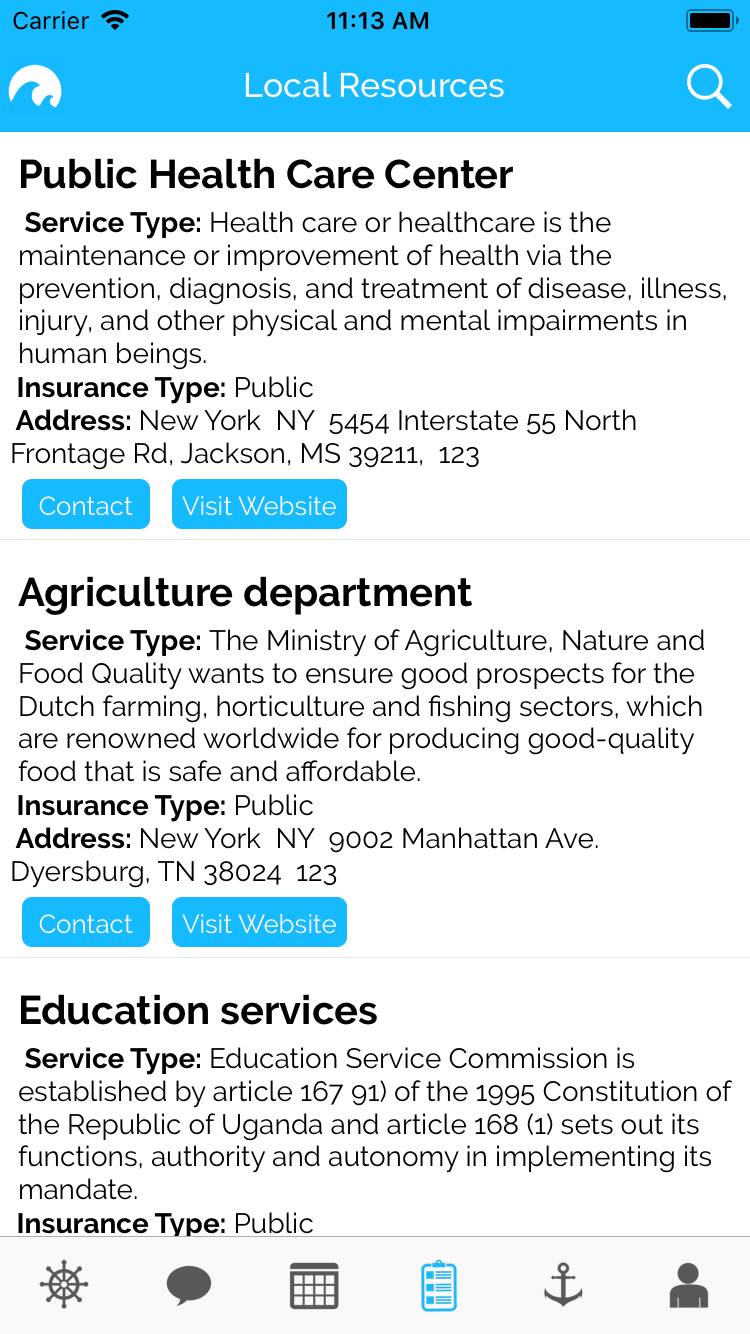 Carrier 11:13 AM
Local Resources
Public Health Care Center
Service Type: Health care or healthcare is the
maintenance or improvement of health via the
prevention, diagnosis, and treatment of disease, illness,
injury, and other physical and mental impairments in
human beings.
Insurance Type: Public
Address: New York  NY  5454 Interstate 55 North
Frontage Rd, Jackson, MS 39211,  123
Contact Visit Website
Agriculture department
Service Type: The Ministry of Agriculture, Nature and
Food Quality wants to ensure good prospects for the
Dutch farming, horticulture and fishing sectors, which
are renowned worldwide for producing good-quality
food that is safe and affordable.
Insurance Type: Public
Address: New York  NY  9002 Manhattan Ave.
Dyersburg, TN 38024  123
Contact Visit Website
Education services
Service Type: Education Service Commission is
established by article 167 91) of the 1995 Constitution of
the Republic of Uganda and article 168 (1) sets out its
functions, authority and autonomy in implementing its
mandate.
Insurance Type: Public